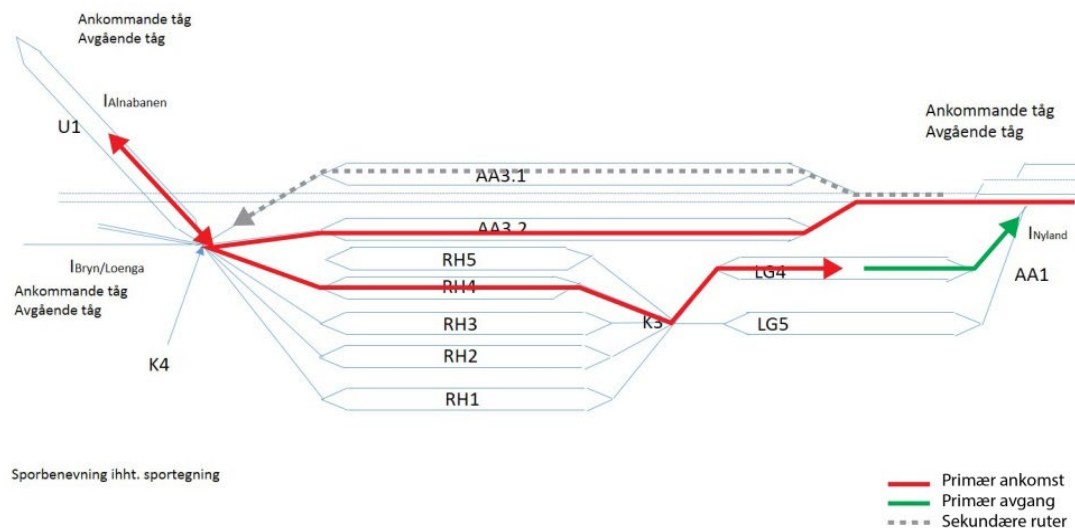 Ankommande tåg
Avgående tåg
IAlnabanen
U1
Ankommande tåg
Avgående tåg
AA3.1
AA3.2
INyland
RH5
IBryn/Loenga
RH4
LG4
AA1
Ankommande tåg
Avgående tåg
RH3
K3
LG5
RH2
K4
RH1
Sporbenevning ihht. sportegning
Primær ankomst
Primær avgang
Sekundære ruter